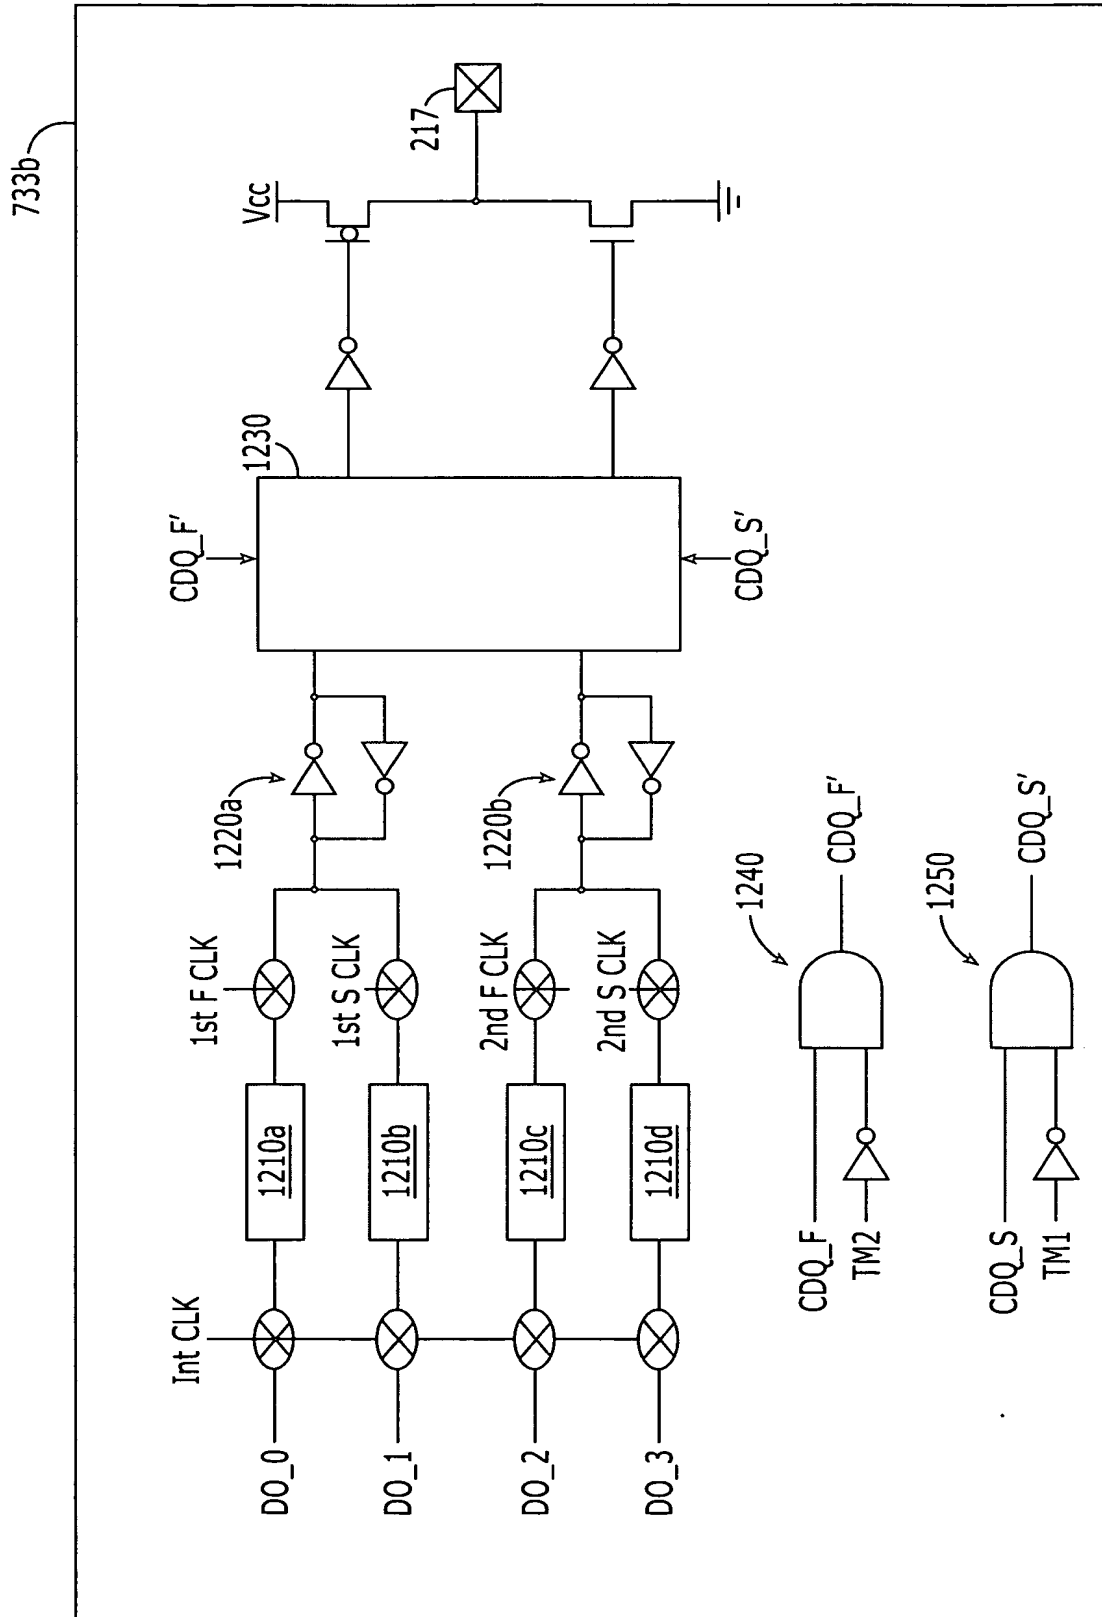 733b
Vcc
217
1230
CDQ_F'
CDQ_S'
1220a
1220b
1st F CLK
1st S CLK
2nd F CLK
2nd S CLK
1210a
1210b
1210c
1210d
Int CLK
DO_0
DO_1
DO_2
DO_3
1240
CDQ_F
TM2
CDQ_F'
1250
CDQ_S
TM1
CDQ_S'